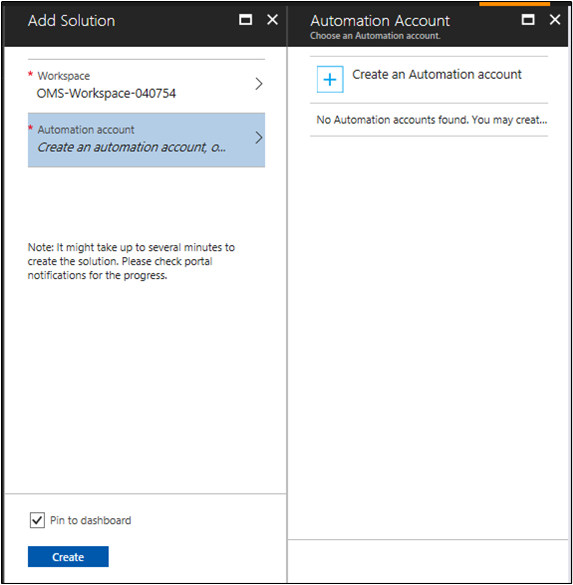 Add Solution
* Workspace
OMS-Workspace-040754
* Automation account
Create an automation account, o...
Note: It might take up to several minutes to
create the solution. Please check portal
notifications for the progress.
Pin to dashboard
Create
Automation Account
Choose an Automation account.
Create an Automation account
No Automation accounts found. You may creat...